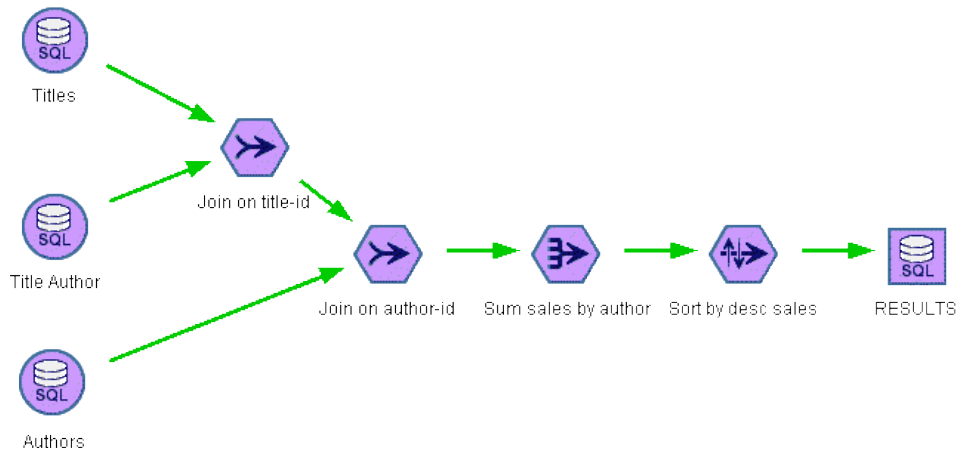 SQL
Titles
Join on title-id
SQL
Title Author
Join on author-id
Sum sales by author
Sort by desc sales
SQL
RESULTS
SQL
Authors